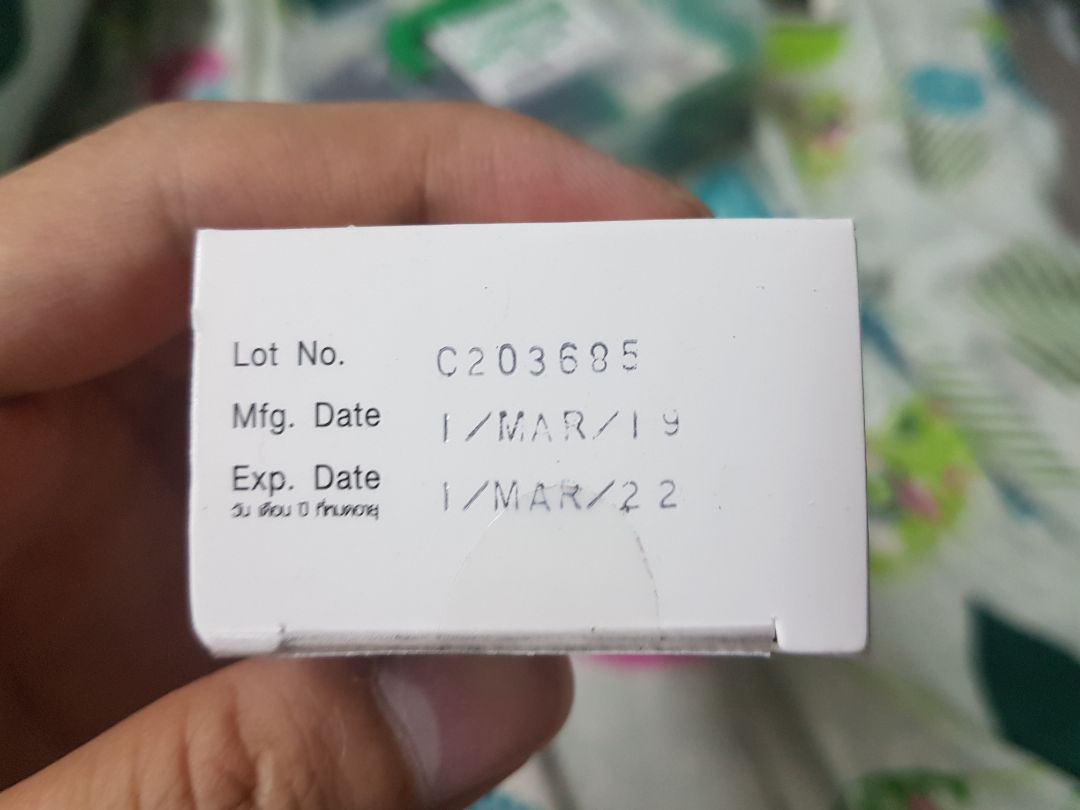 Lot No. C203685
Mfg. Date 1/MAR/19
Exp. Date 1/MAR/22
วัน เดือน ปี ที่หมดอายุ